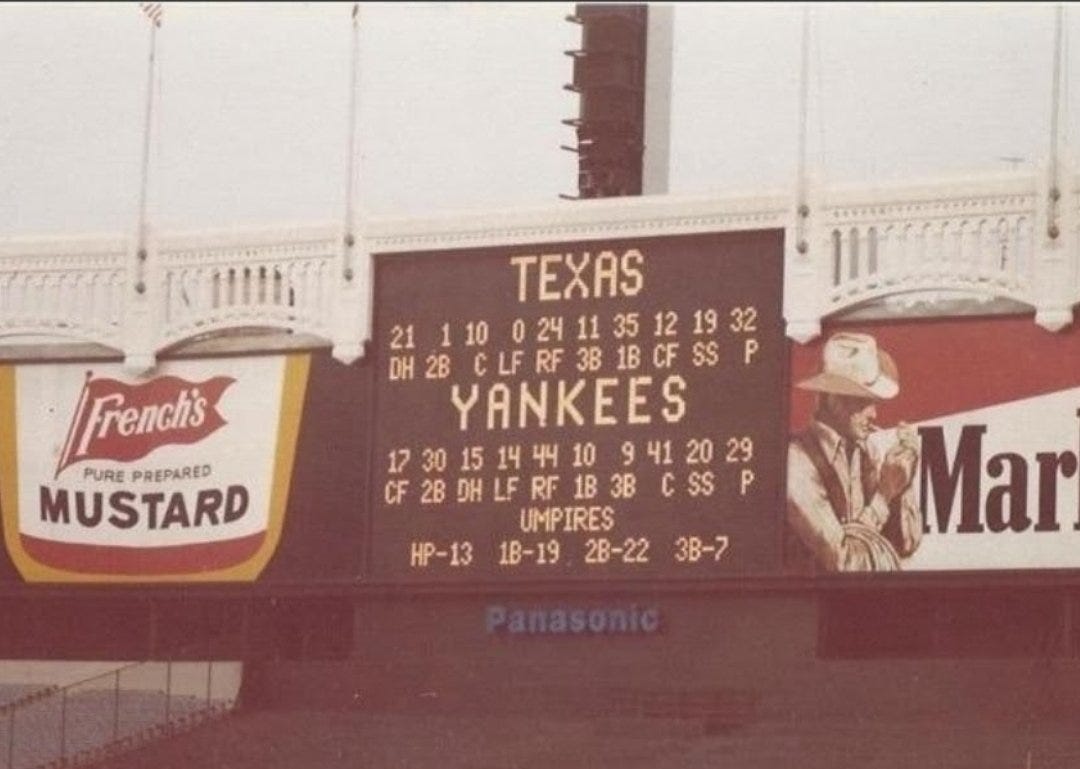 TEXAS
21 1 10 0 24 11 35 12 19 32
DH 2B C LF RF 3B 1B CF SS P
YANKEES
17 30 15 14 44 10 9 41 20 29
CF 2B DH LF RF 1B 3B C SS P
UMPIRES
HP-13 1B-19 2B-22 3B-7
Panasonic
French's
PURE PREPARED
MUSTARD
Marl